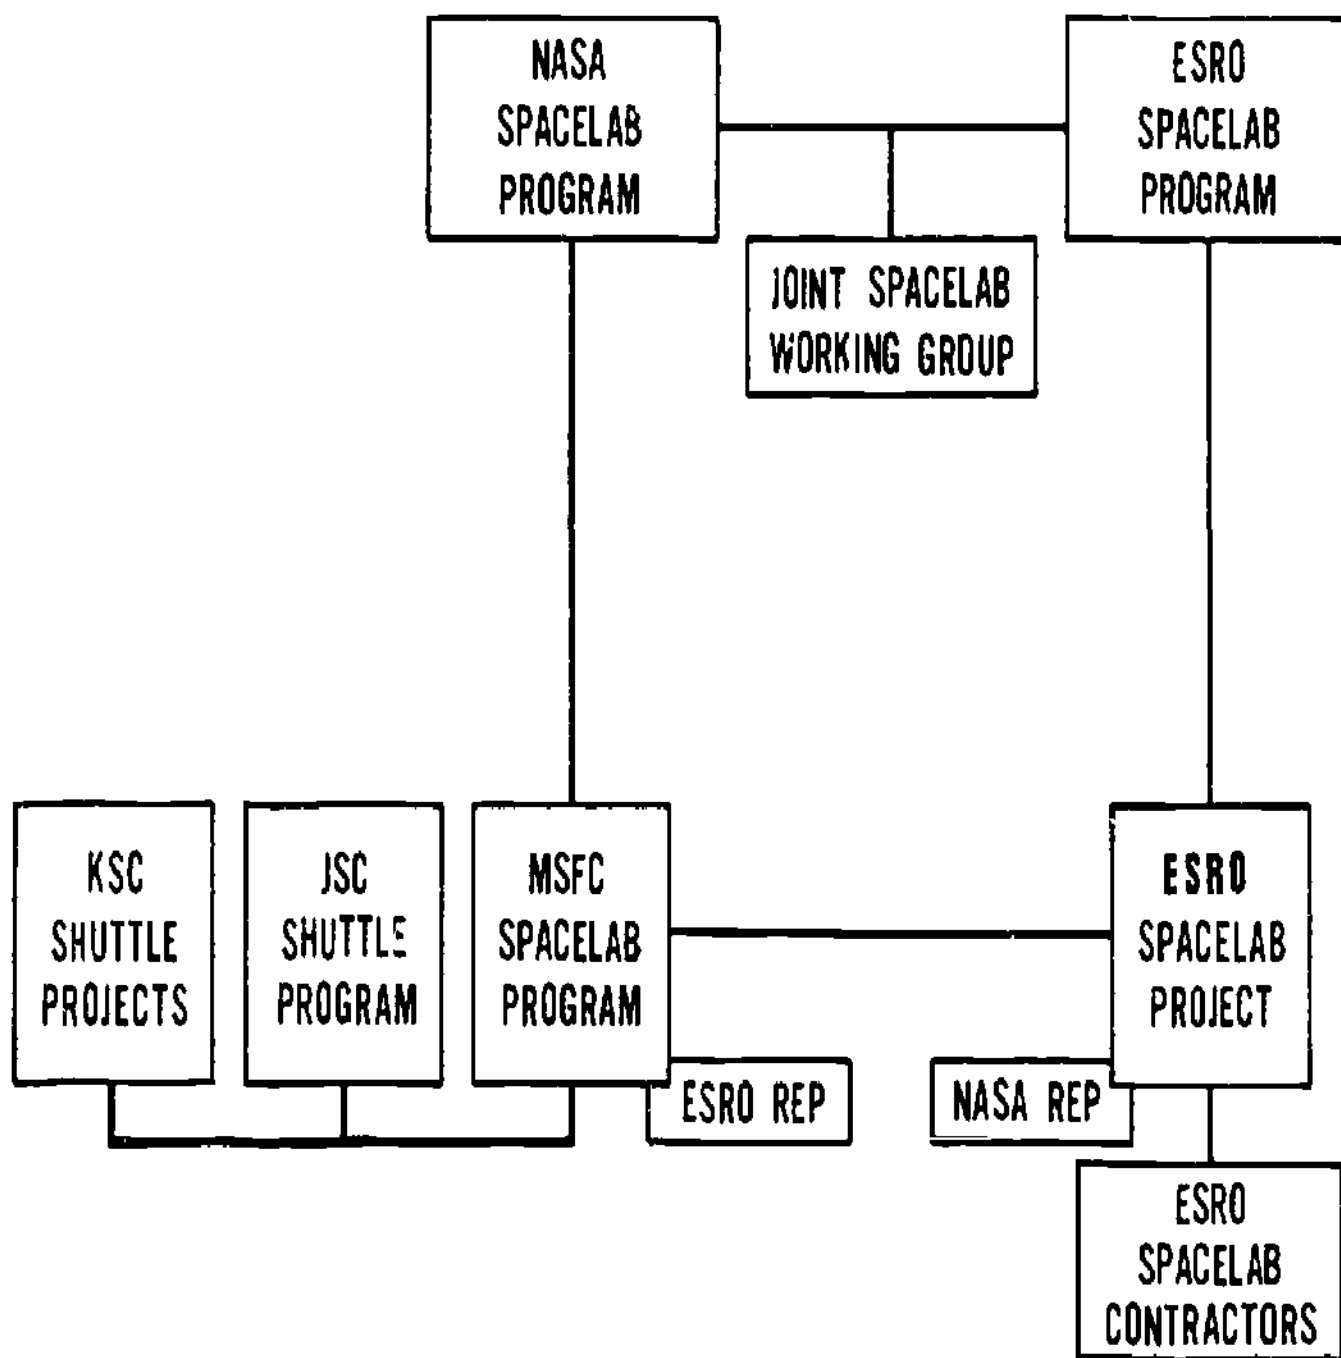 NASA
SPACELAB
PROGRAM
ESRO
SPACELAB
PROGRAM
JOINT SPACELAB
WORKING GROUP
KSC
SHUTTLE
PROJECTS
JSC
SHUTTLE
PROGRAM
MSFC
SPACELAB
PROGRAM
ESRO
SPACELAB
PROJECT
ESRO REP
NASA REP
ESRO
SPACELAB
CONTRACTORS